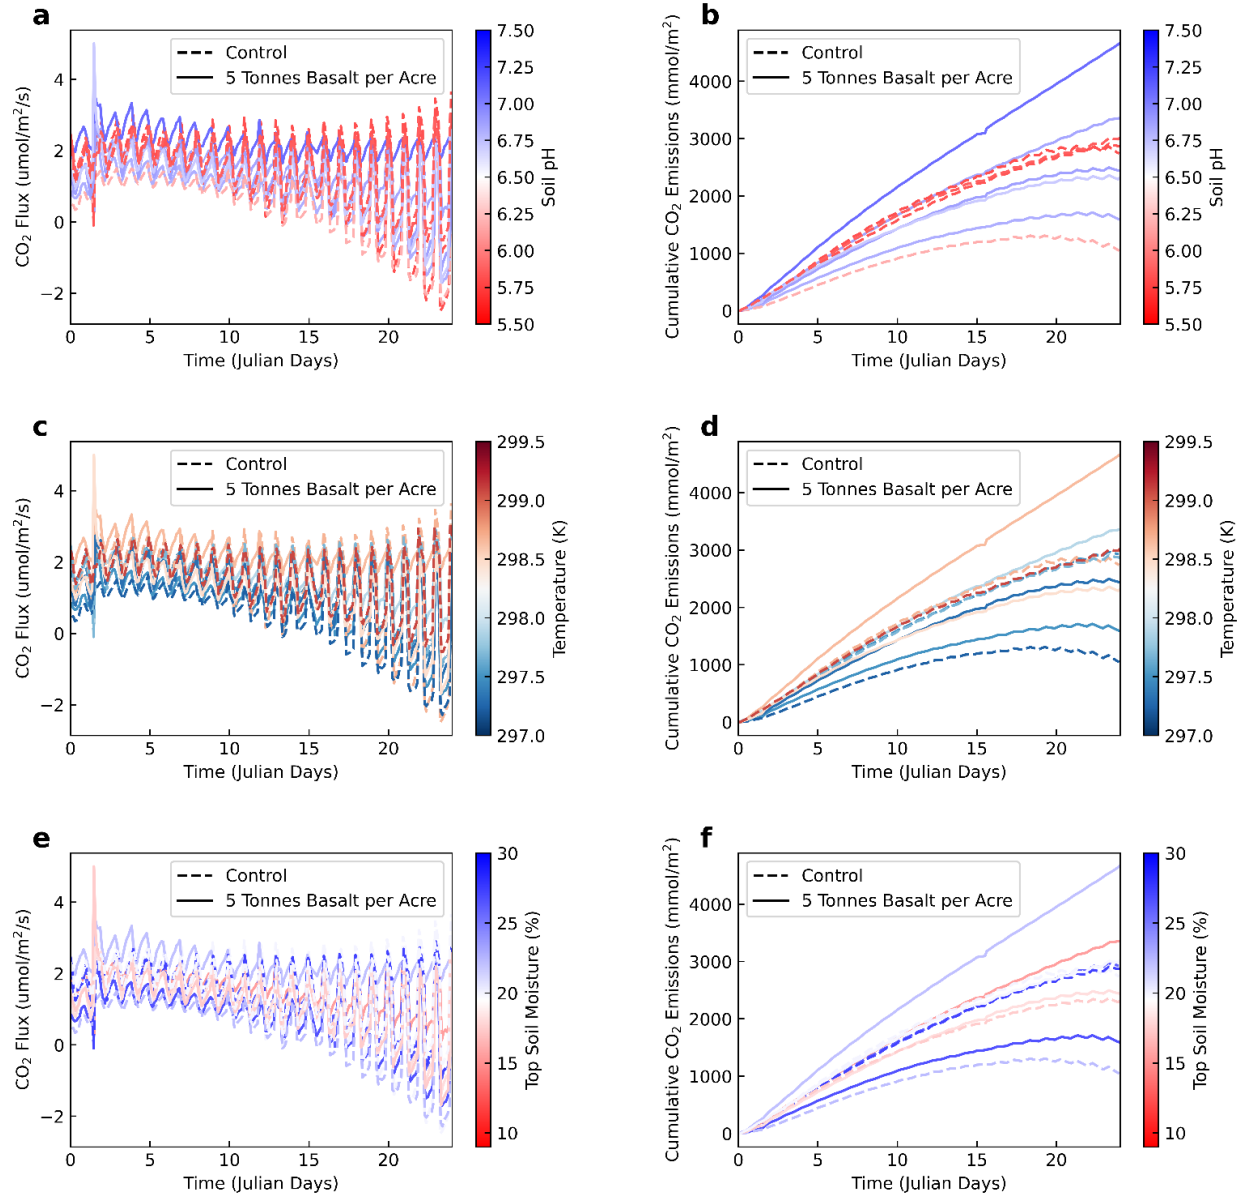 a
Control
5 Tonnes Basalt per Acre
CO₂ Flux (umol/m²/s)
4
2
0
−2
0 5 10 15 20
Time (Julian Days)
7.50
7.25
7.00
6.75
6.50
6.25
6.00
5.75
5.50
Soil pH
b
Control
5 Tonnes Basalt per Acre
Cumulative CO₂ Emissions (mmol/m²)
4000
3000
2000
1000
0
0 5 10 15 20
Time (Julian Days)
7.50
7.25
7.00
6.75
6.50
6.25
6.00
5.75
5.50
Soil pH
c
Control
5 Tonnes Basalt per Acre
CO₂ Flux (umol/m²/s)
4
2
0
−2
0 5 10 15 20
Time (Julian Days)
299.5
299.0
298.5
298.0
297.5
297.0
Temperature (K)
d
Control
5 Tonnes Basalt per Acre
Cumulative CO₂ Emissions (mmol/m²)
4000
3000
2000
1000
0
0 5 10 15 20
Time (Julian Days)
299.5
299.0
298.5
298.0
297.5
297.0
Temperature (K)
e
Control
5 Tonnes Basalt per Acre
CO₂ Flux (umol/m²/s)
4
2
0
−2
0 5 10 15 20
Time (Julian Days)
30
25
20
15
10
Top Soil Moisture (%)
f
Control
5 Tonnes Basalt per Acre
Cumulative CO₂ Emissions (mmol/m²)
4000
3000
2000
1000
0
0 5 10 15 20
Time (Julian Days)
30
25
20
15
10
Top Soil Moisture (%)